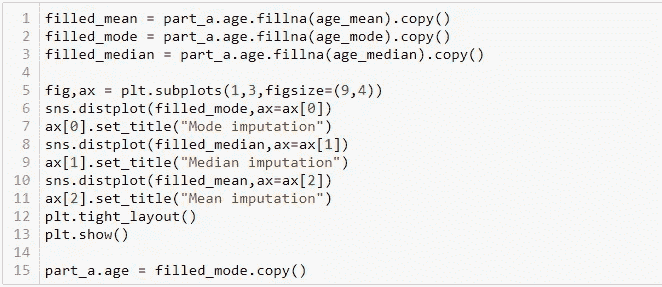 1 filled_mean = part_a.age.fillna(age_mean).copy()
2 filled_mode = part_a.age.fillna(age_mode).copy()
3 filled_median = part_a.age.fillna(age_median).copy()
4
5 fig,ax = plt.subplots(1,3,figsize=(9,4))
6 sns.distplot(filled_mode,ax=ax[0])
7 ax[0].set_title("Mode imputation")
8 sns.distplot(filled_median,ax=ax[1])
9 ax[1].set_title("Median imputation")
10 sns.distplot(filled_mean,ax=ax[2])
11 ax[2].set_title("Mean imputation")
12 plt.tight_layout()
13 plt.show()
14
15 part_a.age = filled_mode.copy()